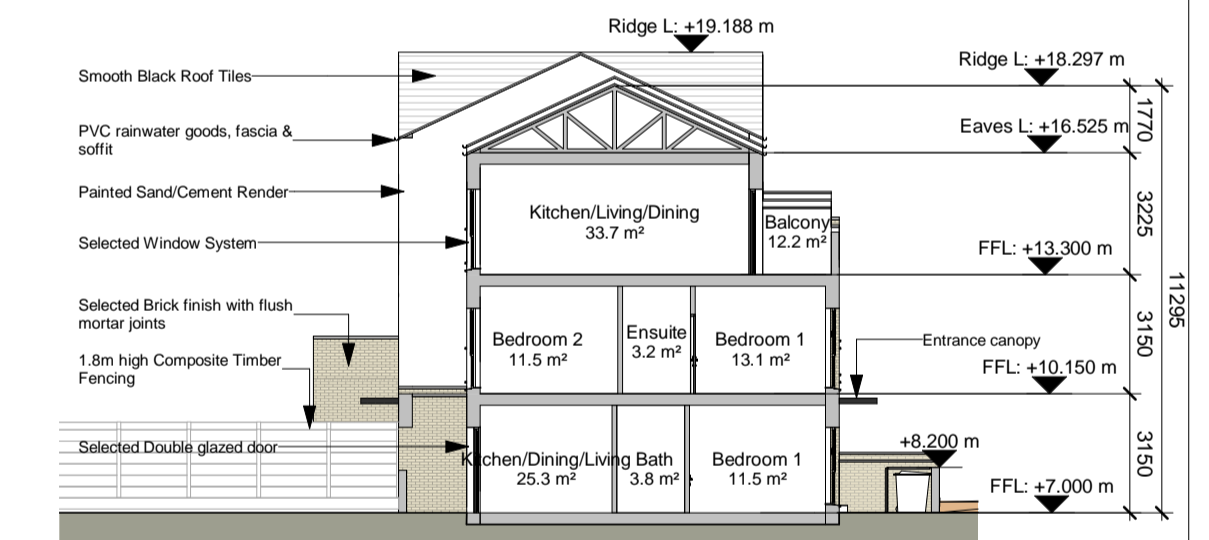 Ridge L: +19.188 m
Ridge L: +18.297 m
Smooth Black Roof Tiles
1770
PVC rainwater goods, fascia &
soffit
Eaves L: +16.525 m
Painted Sand/Cement Render
Kitchen/Living/Dining
33.7 m²
Balcony
12.2 m²
3225
Selected Window System
FFL: +13.300 m
11295
Selected Brick finish with flush
mortar joints
Bedroom 2
11.5 m²
Ensuite
3.2 m²
Bedroom 1
13.1 m²
3150
Entrance canopy
1.8m high Composite Timber
Fencing
FFL: +10.150 m
Selected Double glazed door
+8.200 m
Kitchen/Dining/Living
25.3 m²
Bath
3.8 m²
Bedroom 1
11.5 m²
3150
FFL: +7.000 m